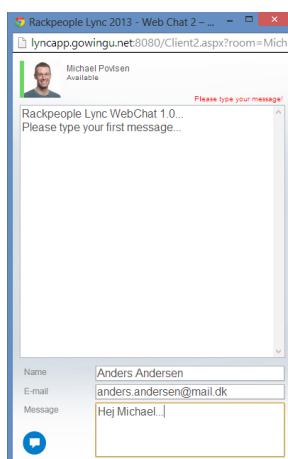 Rackpeople Lync 2013 - Web Chat 2 – ...
lyncapp.gowingu.net:8080/Client2.aspx?room=Mich
Michael Povlsen
Available
Please type your message!
Rackpeople Lync WebChat 1.0...
Please type your first message...
Name
Anders Andersen
E-mail
anders.andersen@mail.dk
Message
Hej Michael...